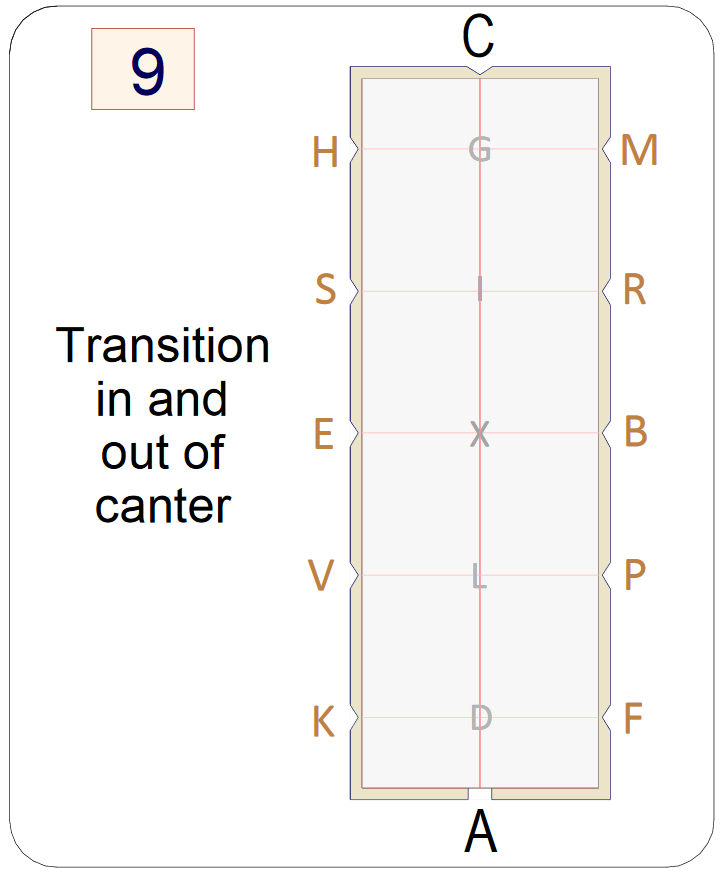 C
9
H G M
S I R
Transition
in and
out of
canter
E X B
V L P
K D F
A